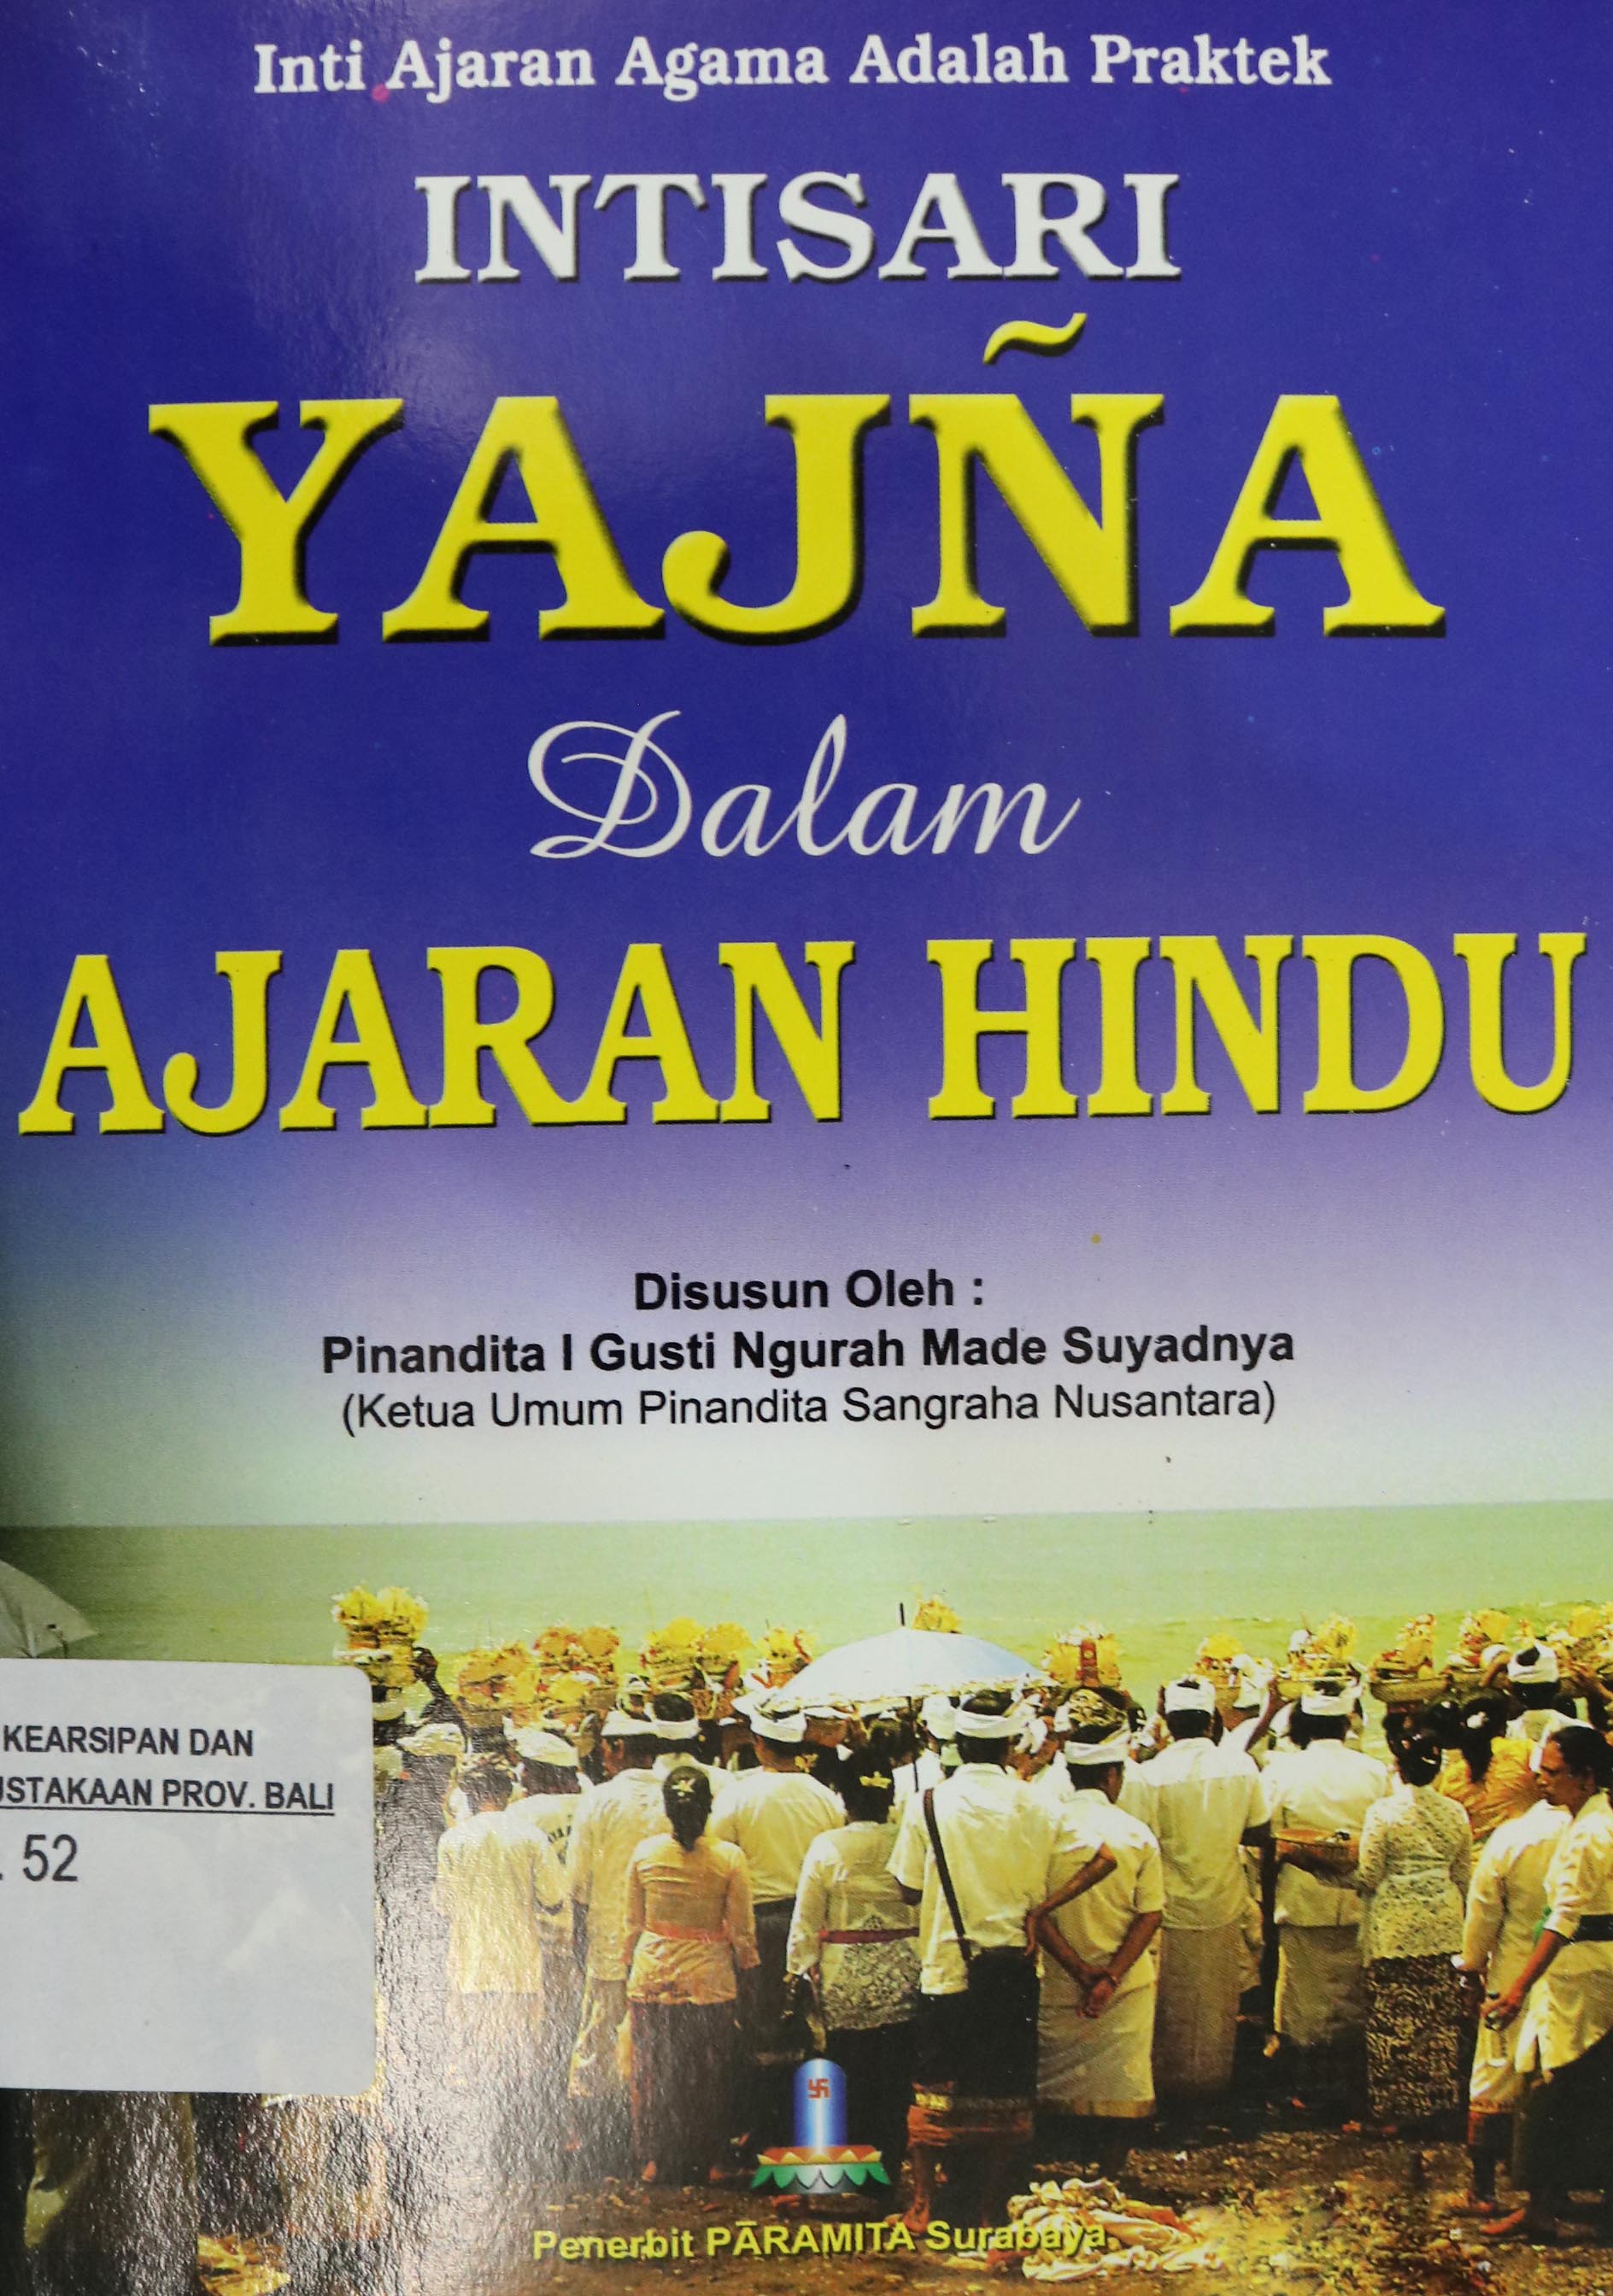 Inti Ajaran Agama Adalah Praktek
INTISARI
YAJÑA
Dalam
AJARAN HINDU
Disusun Oleh :
Pinandita I Gusti Ngurah Made Suyadnya
(Ketua Umum Pinandita Sangraha Nusantara)
KEARSIPAN DAN
USTAKAAN PROV. BALI
. 52
Penerbit PĀRAMITA Surabaya